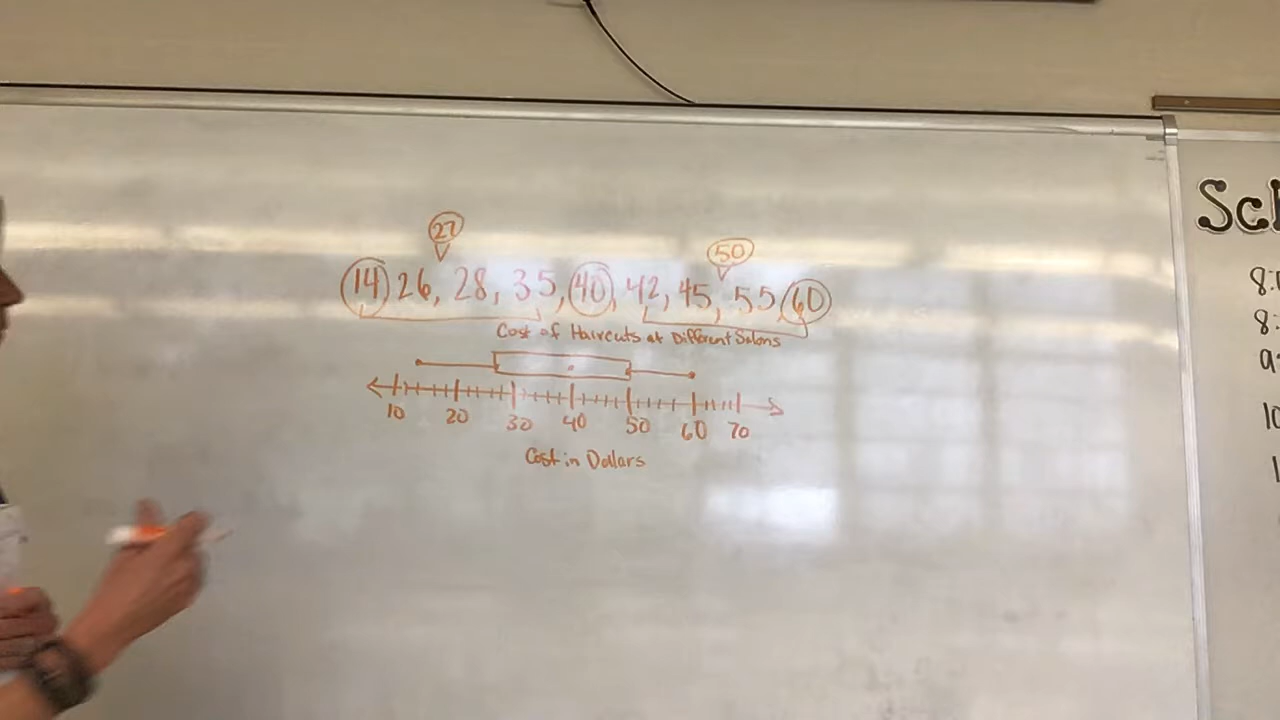 27
50
14 26, 28, 35, 40, 42, 45, 55 60
Cost of Haircuts at Different Salons
10 20 30 40 50 60 70
Cost in Dollars